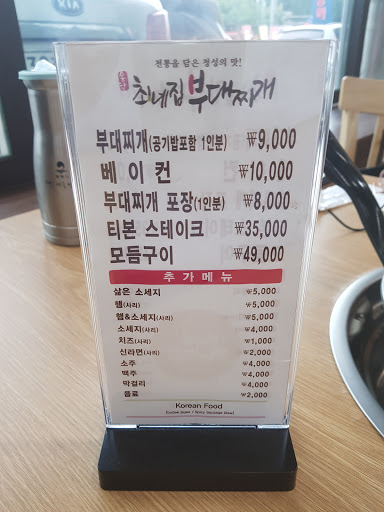 KIA
전통을 담은 정성의 맛!
최네집 부대찌개
부대찌개(공기밥포함 1인분) ₩9,000
베이컨 ₩10,000
부대찌개 포장(1인분) ₩8,000
티본 스테이크 ₩35,000
모듬구이 ₩49,000
추가메뉴
삶은 소세지 ₩5,000
햄(사리) ₩5,000
햄&소세지(사리) ₩5,000
소세지(사리) ₩4,000
치즈(사리) ₩1,000
신라면(사리) ₩2,000
소주 ₩4,000
맥주 ₩4,000
막걸리 ₩4,000
음료 ₩2,000
Korean Food